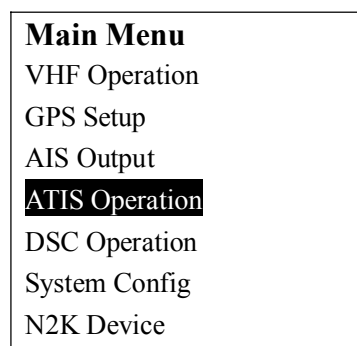 Main Menu
VHF Operation
GPS Setup
AIS Output
ATIS Operation
DSC Operation
System Config
N2K Device